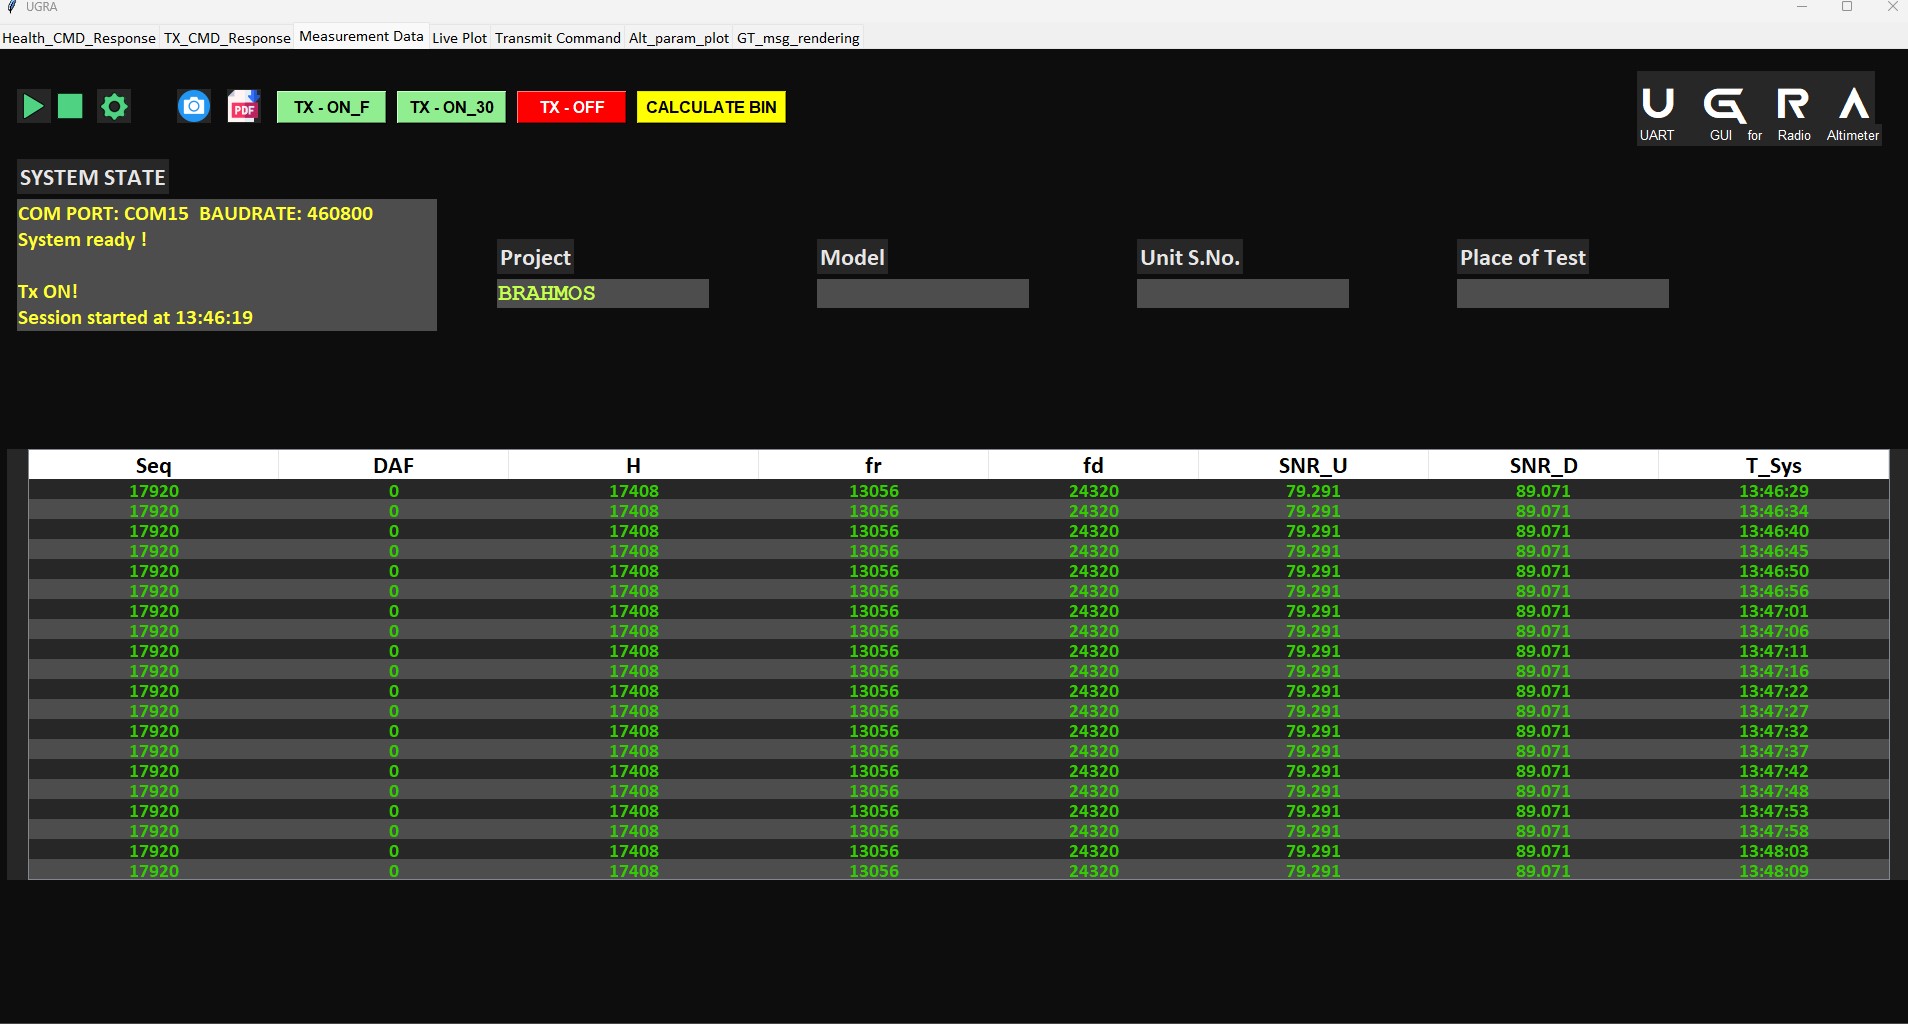 UGRA
Health_CMD_Response TX_CMD_Response Measurement Data Live Plot Transmit Command Alt_param_plot GT_msg_rendering
PDF TX - ON_F TX - ON_30 TX - OFF CALCULATE BIN
U G R A
UART GUI for Radio Altimeter
SYSTEM STATE
COM PORT: COM15 BAUDRATE: 460800
System ready !
Tx ON!
Session started at 13:46:19
Project Model Unit S.No. Place of Test
BRAHMOS
Seq DAF H fr fd SNR_U SNR_D T_Sys
17920 0 17408 13056 24320 79.291 89.071 13:46:29
17920 0 17408 13056 24320 79.291 89.071 13:46:34
17920 0 17408 13056 24320 79.291 89.071 13:46:40
17920 0 17408 13056 24320 79.291 89.071 13:46:45
17920 0 17408 13056 24320 79.291 89.071 13:46:50
17920 0 17408 13056 24320 79.291 89.071 13:46:56
17920 0 17408 13056 24320 79.291 89.071 13:47:01
17920 0 17408 13056 24320 79.291 89.071 13:47:06
17920 0 17408 13056 24320 79.291 89.071 13:47:11
17920 0 17408 13056 24320 79.291 89.071 13:47:16
17920 0 17408 13056 24320 79.291 89.071 13:47:22
17920 0 17408 13056 24320 79.291 89.071 13:47:27
17920 0 17408 13056 24320 79.291 89.071 13:47:32
17920 0 17408 13056 24320 79.291 89.071 13:47:37
17920 0 17408 13056 24320 79.291 89.071 13:47:42
17920 0 17408 13056 24320 79.291 89.071 13:47:48
17920 0 17408 13056 24320 79.291 89.071 13:47:53
17920 0 17408 13056 24320 79.291 89.071 13:47:58
17920 0 17408 13056 24320 79.291 89.071 13:48:03
17920 0 17408 13056 24320 79.291 89.071 13:48:09